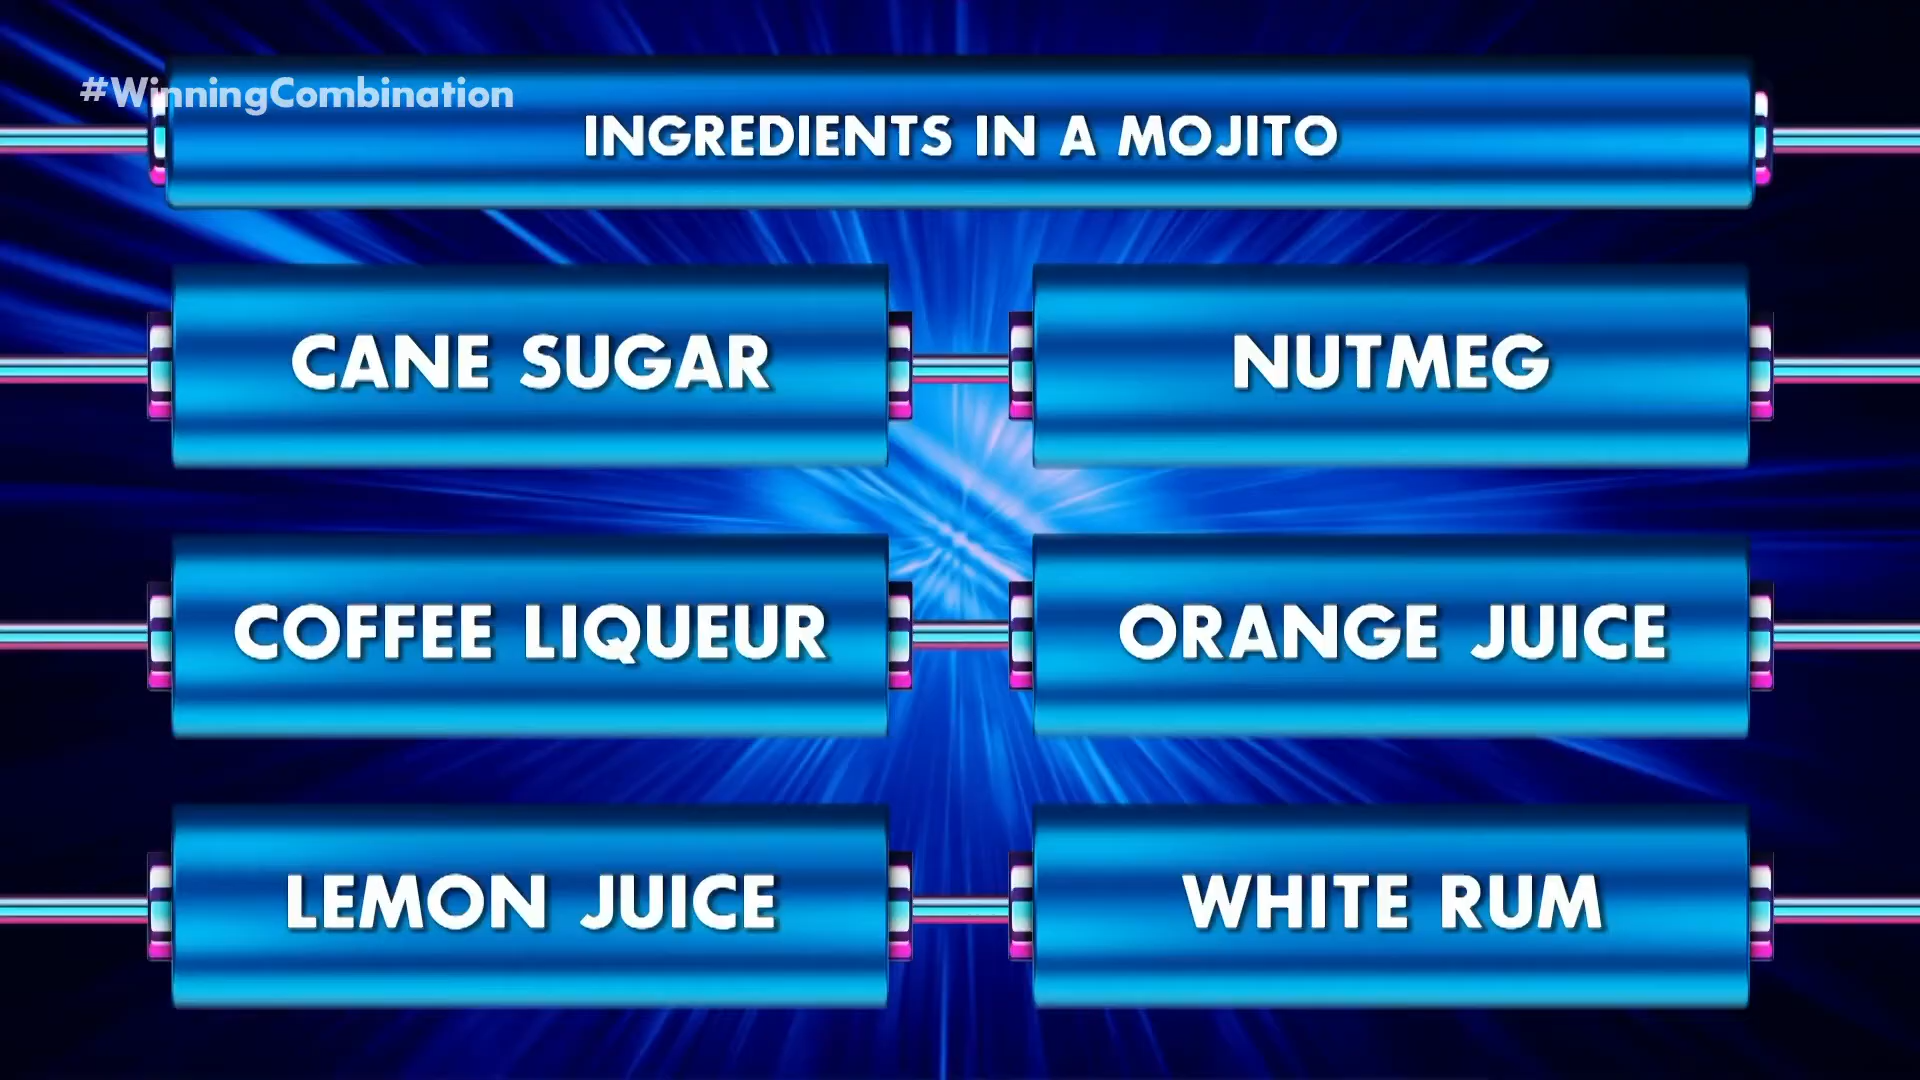 #WinningCombination
INGREDIENTS IN A MOJITO
CANE SUGAR
NUTMEG
COFFEE LIQUEUR
ORANGE JUICE
LEMON JUICE
WHITE RUM